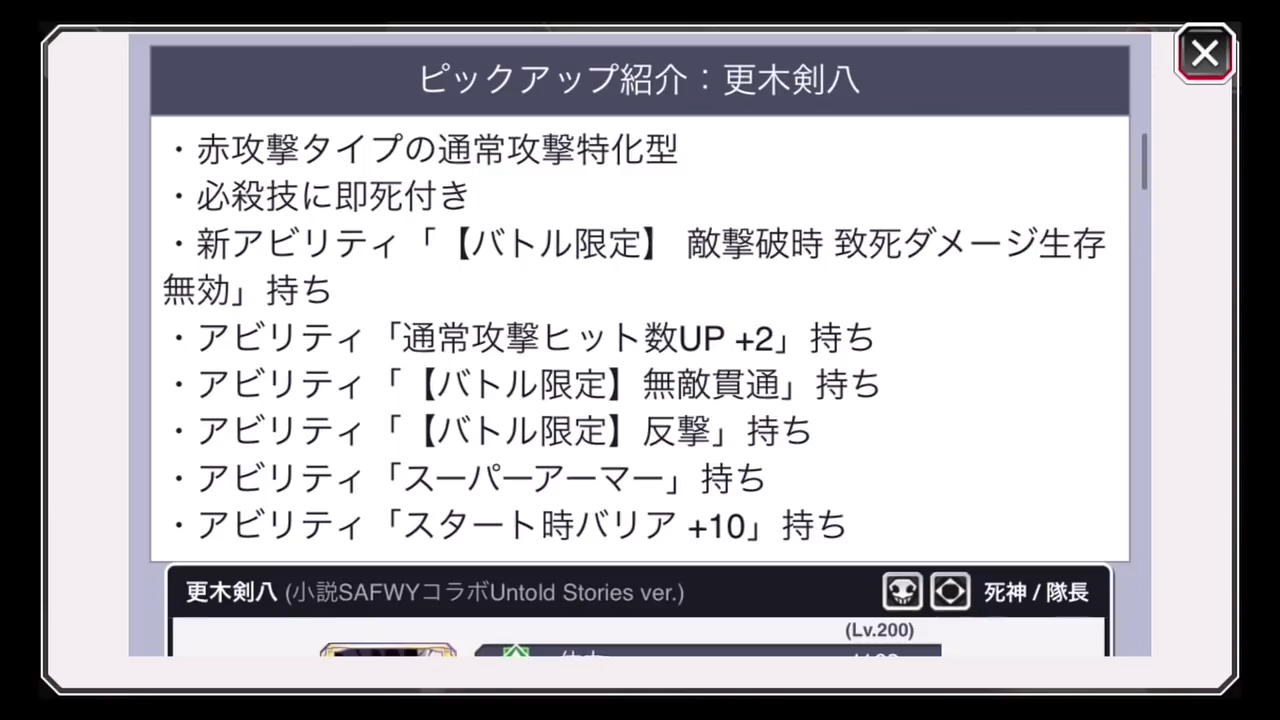 ピックアップ紹介：更木剣八
・赤攻撃タイプの通常攻撃特化型
・必殺技に即死付き
・新アビリティ「【バトル限定】 敵撃破時 致死ダメージ生存
無効」持ち
・アビリティ「通常攻撃ヒット数UP +2」持ち
・アビリティ「【バトル限定】無敵貫通」持ち
・アビリティ「【バトル限定】反撃」持ち
・アビリティ「スーパーアーマー」持ち
・アビリティ「スタート時バリア +10」持ち
更木剣八 (小説SAFWYコラボUntold Stories ver.) 死神 / 隊長
(Lv.200)